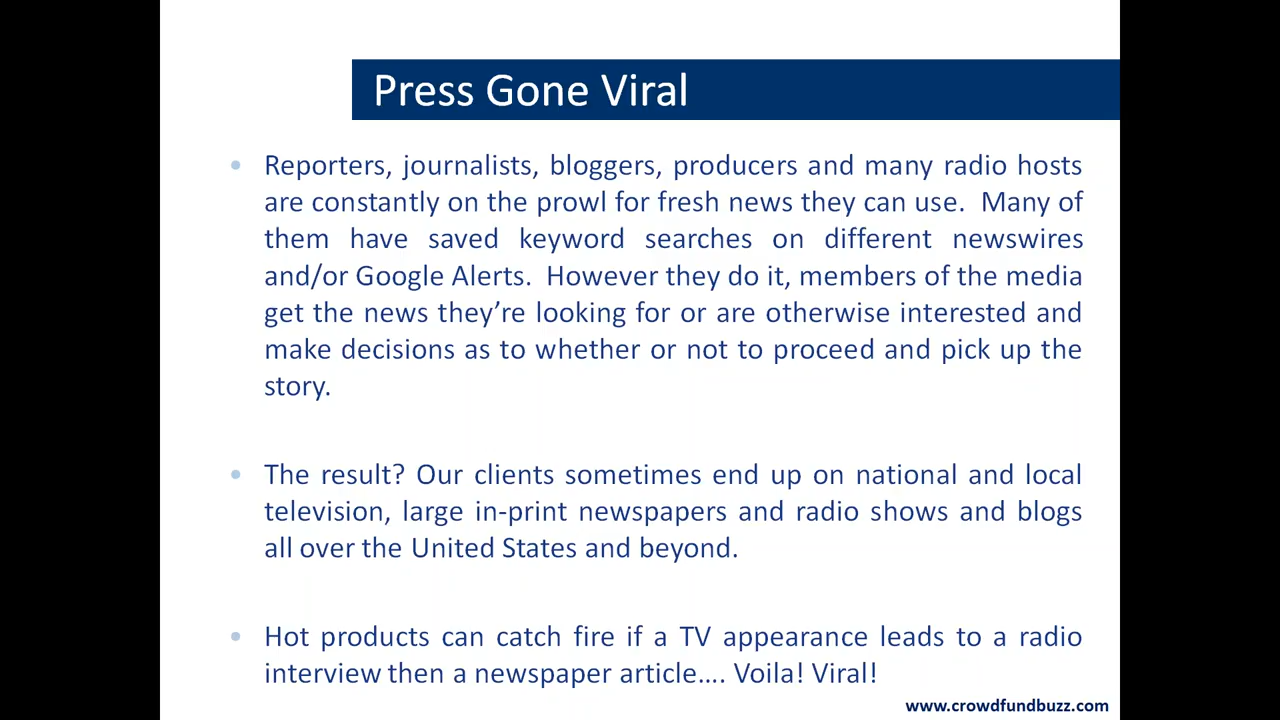 Press Gone Viral
• Reporters, journalists, bloggers, producers and many radio hosts
are constantly on the prowl for fresh news they can use.  Many of
them have saved keyword searches on different newswires
and/or Google Alerts.  However they do it, members of the media
get the news they’re looking for or are otherwise interested and
make decisions as to whether or not to proceed and pick up the
story.
• The result? Our clients sometimes end up on national and local
television, large in-print newspapers and radio shows and blogs
all over the United States and beyond.
• Hot products can catch fire if a TV appearance leads to a radio
interview then a newspaper article…. Voila! Viral!
www.crowdfundbuzz.com